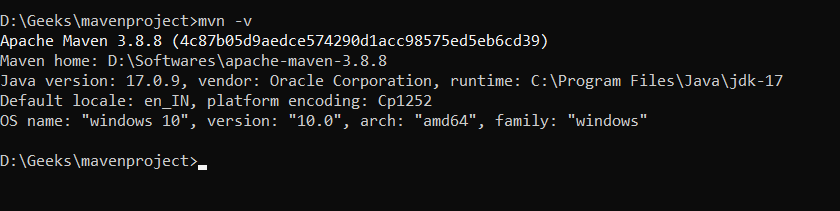 D:\Geeks\mavenproject>mvn -v
Apache Maven 3.8.8 (4c87b05d9aedce574290d1acc98575ed5eb6cd39)
Maven home: D:\Softwares\apache-maven-3.8.8
Java version: 17.0.9, vendor: Oracle Corporation, runtime: C:\Program Files\Java\jdk-17
Default locale: en_IN, platform encoding: Cp1252
OS name: "windows 10", version: "10.0", arch: "amd64", family: "windows"
D:\Geeks\mavenproject>